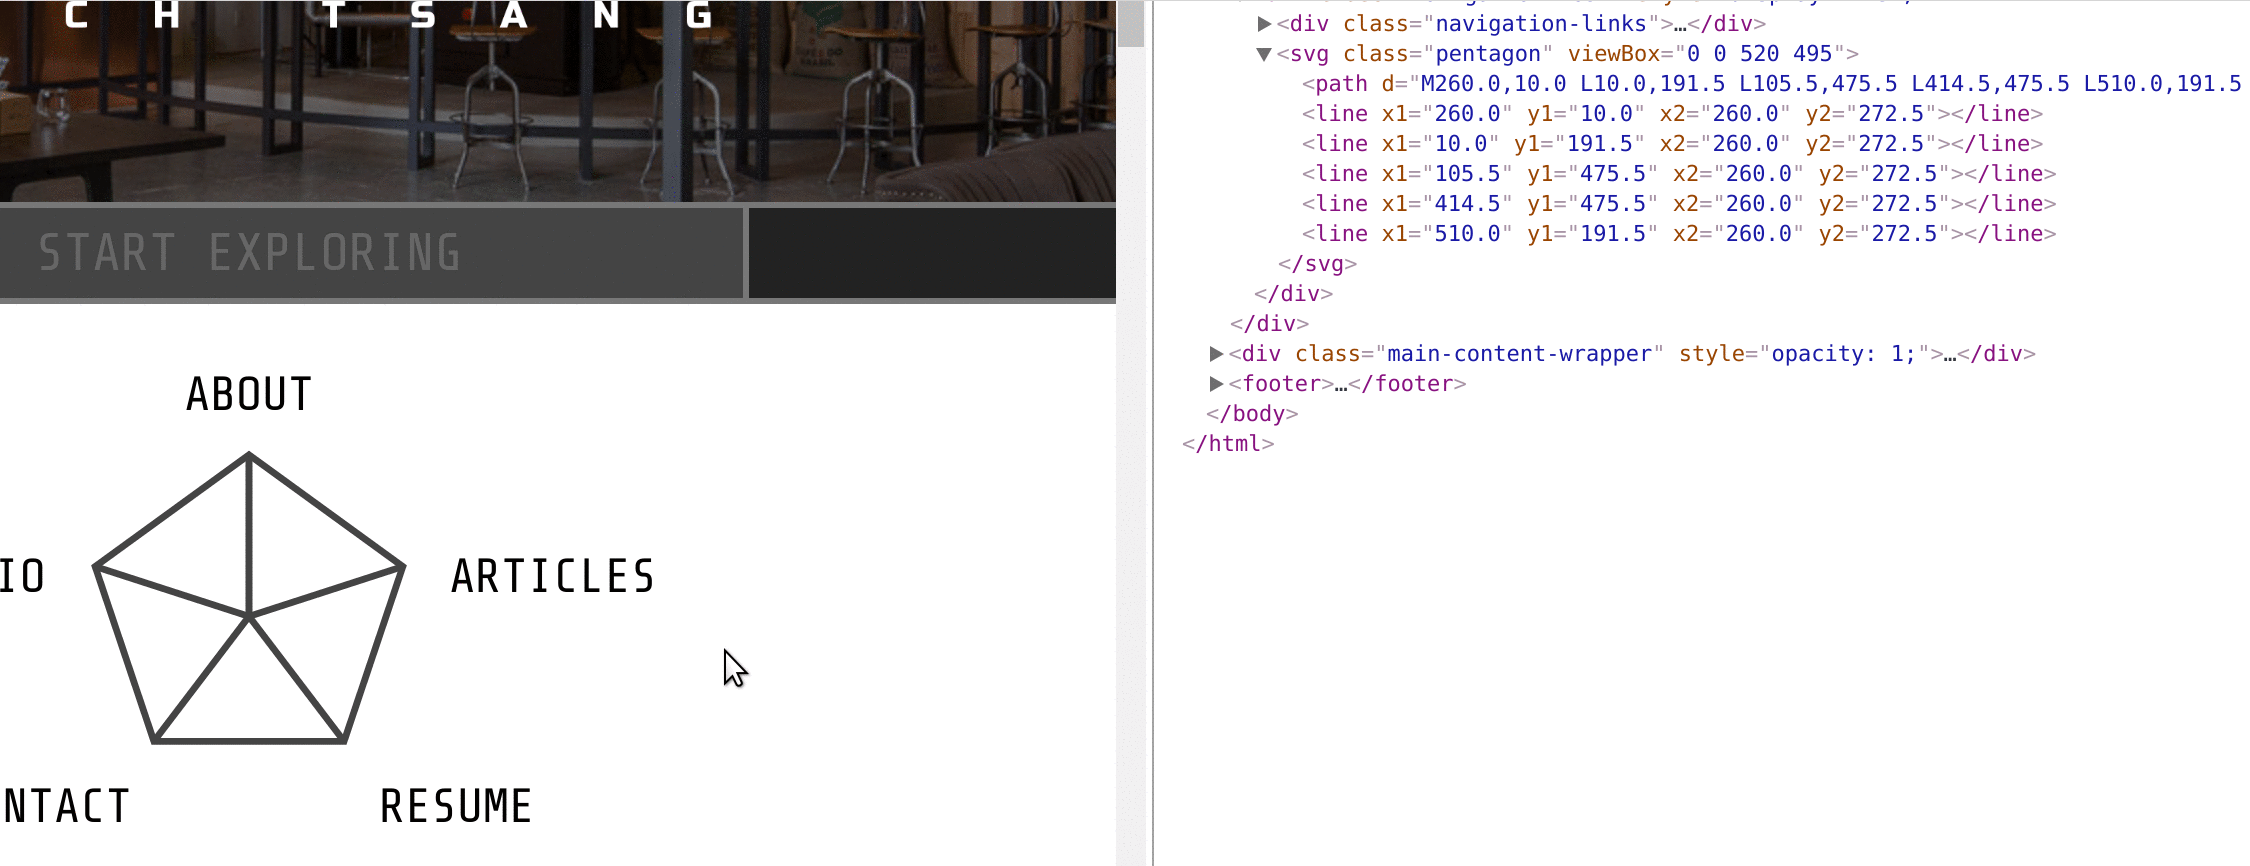 C H T S A N G
START EXPLORING
ABOUT
IO
ARTICLES
NTACT
RESUME
▶<div class="navigation-links">…</div>
▼<svg class="pentagon" viewBox="0 0 520 495">
<path d="M260.0,10.0 L10.0,191.5 L105.5,475.5 L414.5,475.5 L510.0,191.5
<line x1="260.0" y1="10.0" x2="260.0" y2="272.5"></line>
<line x1="10.0" y1="191.5" x2="260.0" y2="272.5"></line>
<line x1="105.5" y1="475.5" x2="260.0" y2="272.5"></line>
<line x1="414.5" y1="475.5" x2="260.0" y2="272.5"></line>
<line x1="510.0" y1="191.5" x2="260.0" y2="272.5"></line>
</svg>
</div>
</div>
▶<div class="main-content-wrapper" style="opacity: 1;">…</div>
▶<footer>…</footer>
</body>
</html>